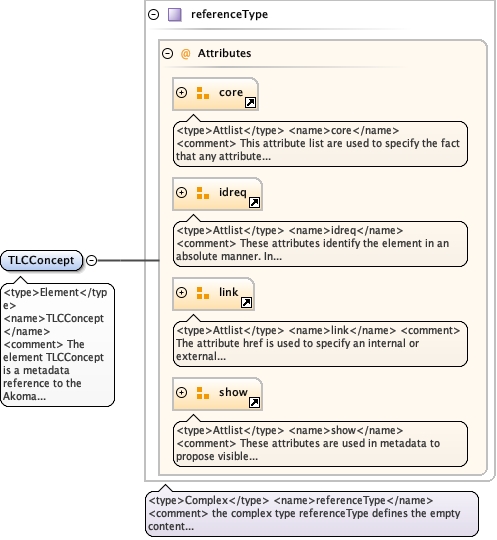 referenceType
@ Attributes
core
<type>Attlist</type> <name>core</name>
<comment> This attribute list are used to specify the fact
that any attribute...
idreq
<type>Attlist</type> <name>idreq</name>
<comment> These attributes identify the element in an
absolute manner. In...
TLCConcept
<type>Element</typ
e>
<name>TLCConcept
</name>
<comment> The
element TLCConcept
is a metadata
reference to the
Akoma...
link
<type>Attlist</type> <name>link</name> <comment>
The attribute href is used to specify an internal or
external...
show
<type>Attlist</type> <name>show</name>
<comment> These attributes are used in metadata to
propose visible...
<type>Complex</type> <name>referenceType</name>
<comment> the complex type referenceType defines the empty
content...